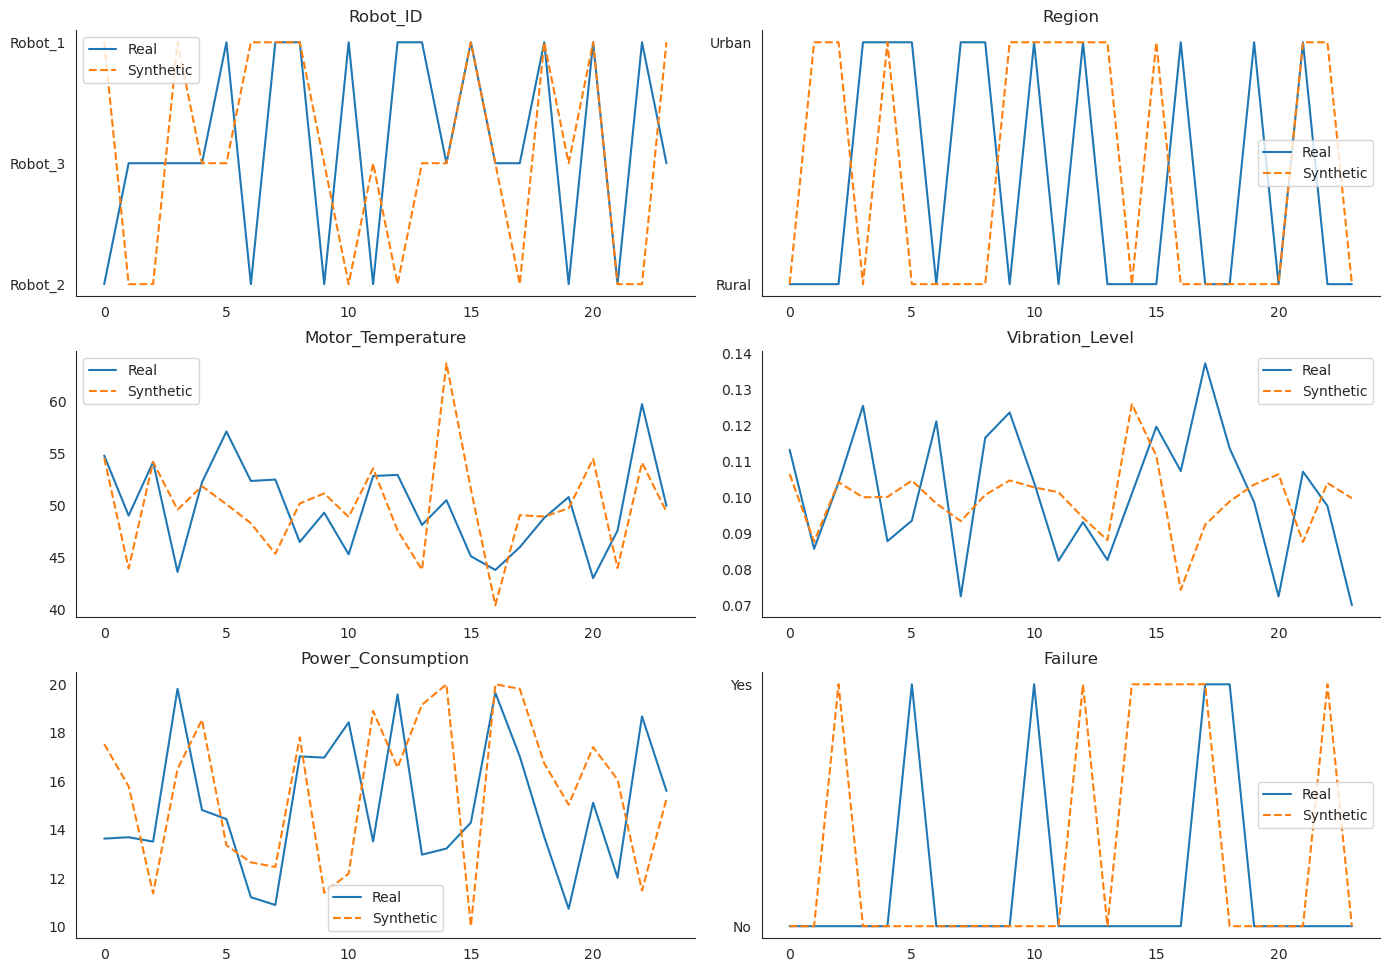 Robot_ID
Robot_1
Robot_3
Robot_2
Real
Synthetic
0 5 10 15 20
Region
Urban
Rural
Real
Synthetic
0 5 10 15 20
Motor_Temperature
60
55
50
45
40
Real
Synthetic
0 5 10 15 20
Vibration_Level
0.14
0.13
0.12
0.11
0.10
0.09
0.08
0.07
Real
Synthetic
0 5 10 15 20
Power_Consumption
20
18
16
14
12
10
Real
Synthetic
0 5 10 15 20
Failure
Yes
No
Real
Synthetic
0 5 10 15 20